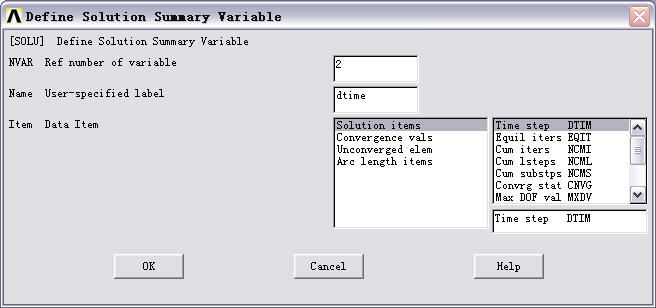 Define Solution Summary Variable
[SOLU] Define Solution Summary Variable
NVAR Ref number of variable 2
Name User-specified label dtime
Item Data Item
Solution items
Convergence vals
Unconverged elem
Arc length items
Time step DTIM
Equil iters EQIT
Cum iters NCMI
Cum lsteps NCML
Cum substps NCMS
Convrg stat CNVG
Max DOF val MXDV
Time step DTIM
OK Cancel Help